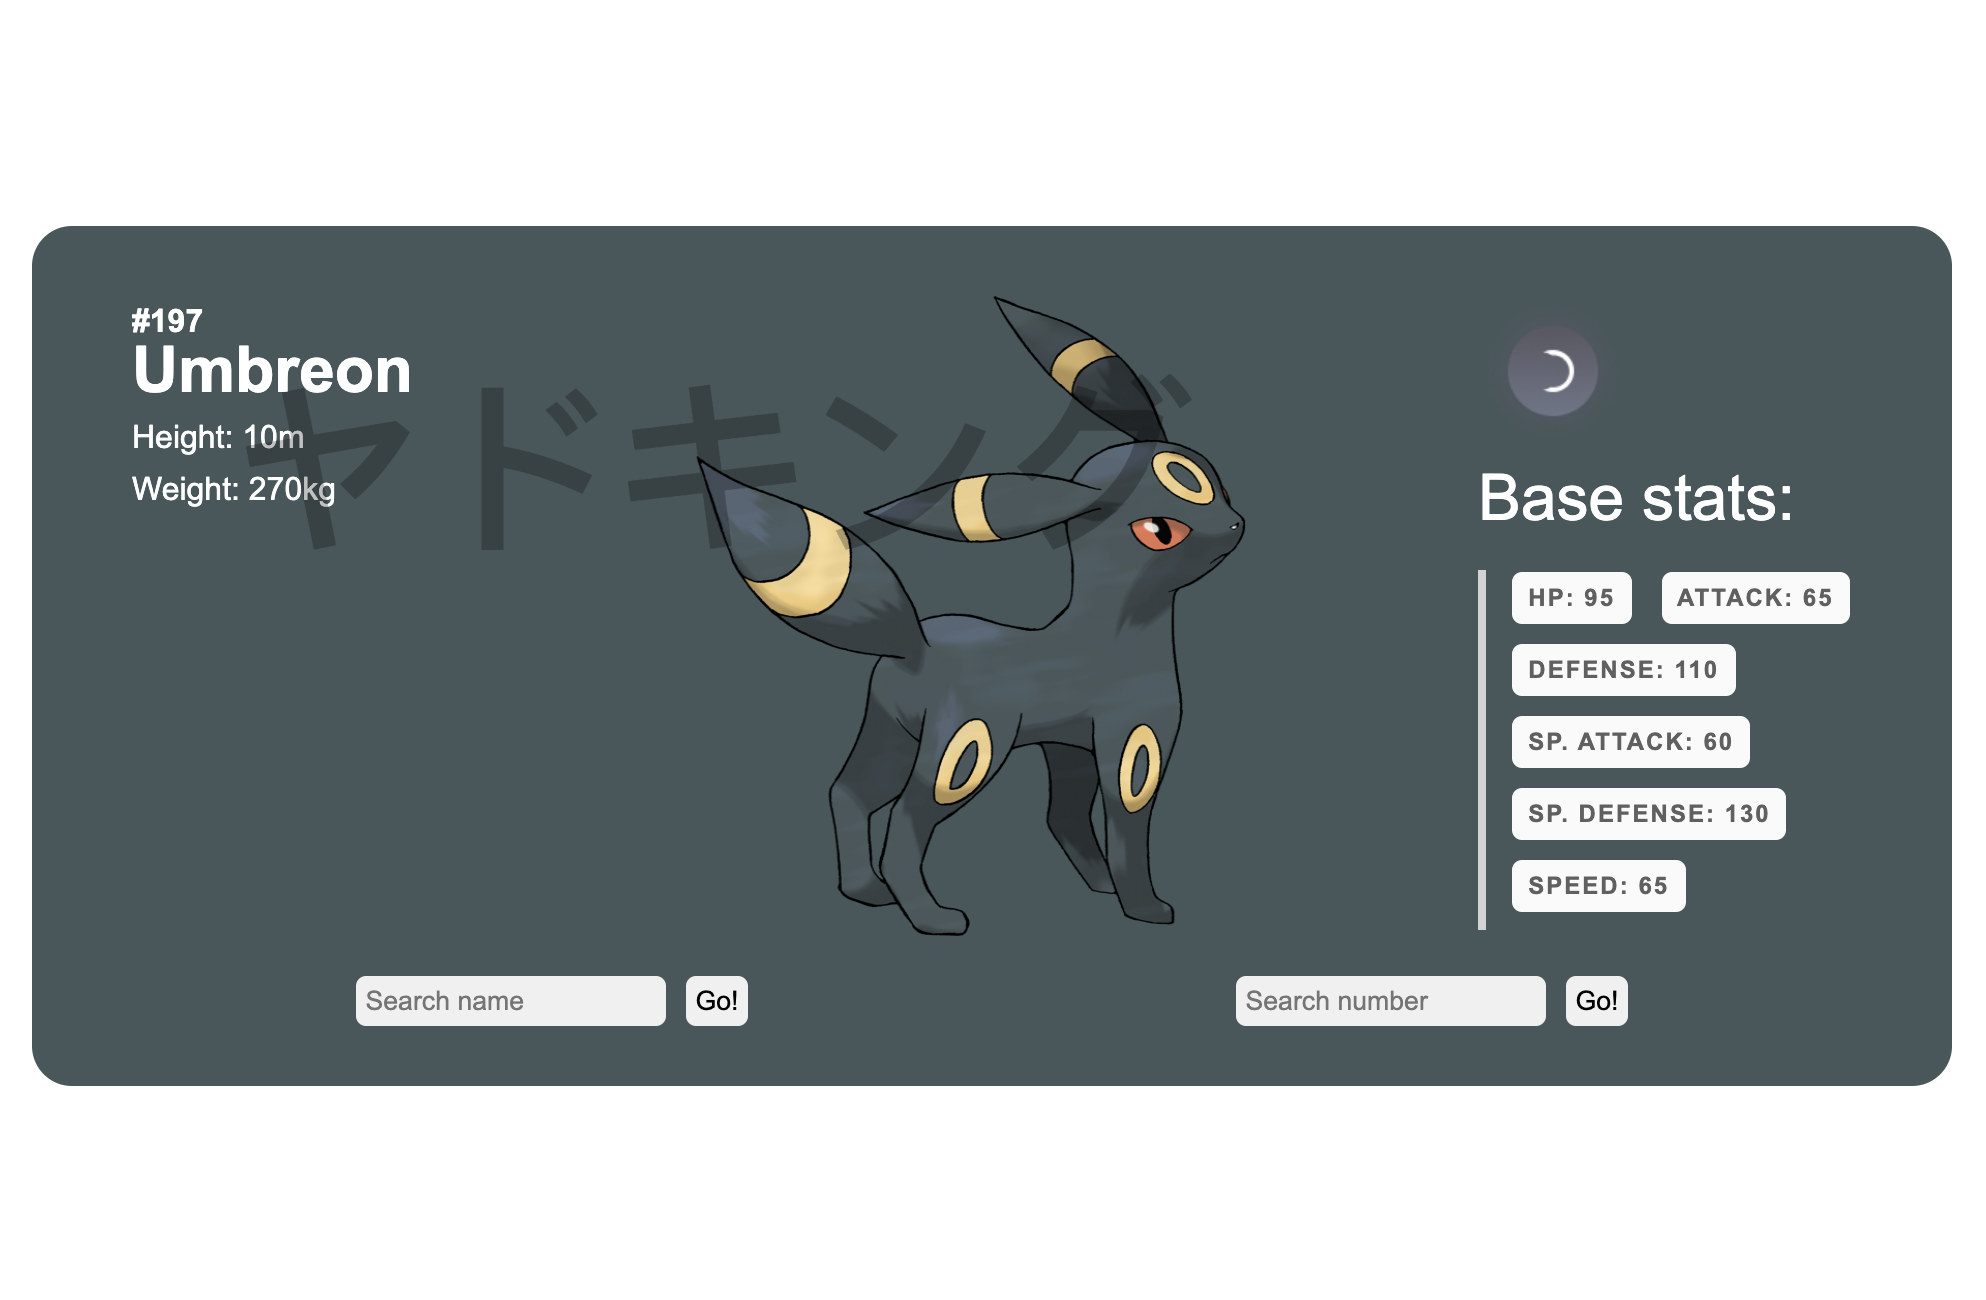 #197
Umbreon
ヤドキング
Height: 10m
Weight: 270kg
Base stats:
HP: 95 ATTACK: 65
DEFENSE: 110
SP. ATTACK: 60
SP. DEFENSE: 130
SPEED: 65
Search name Go! Search number Go!